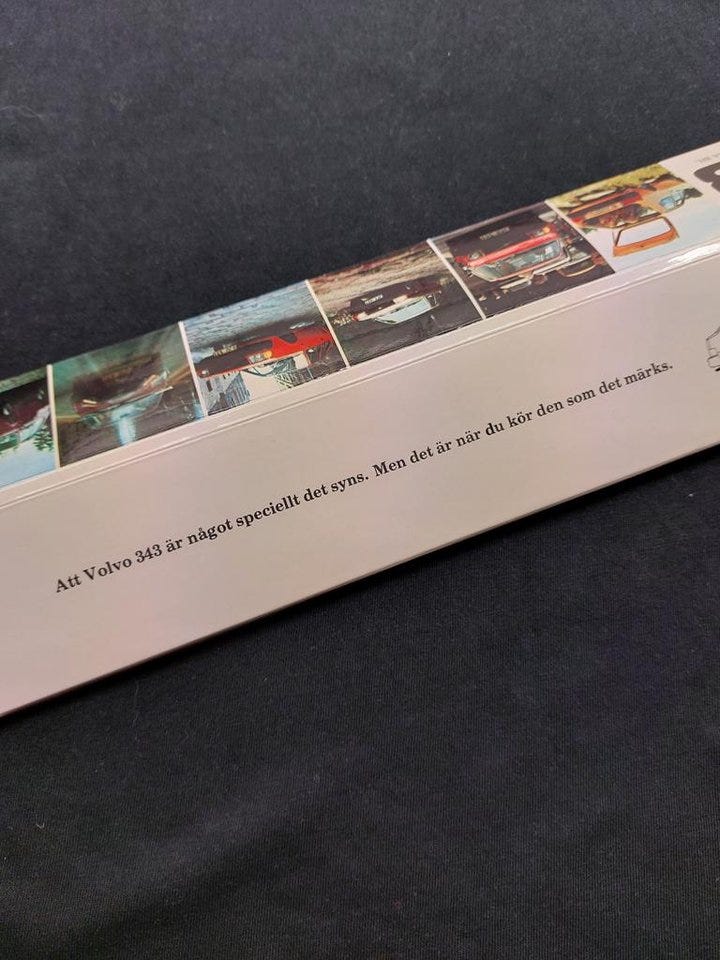 Att Volvo 343 är något speciellt det syns. Men det är när du kör den som det märks.